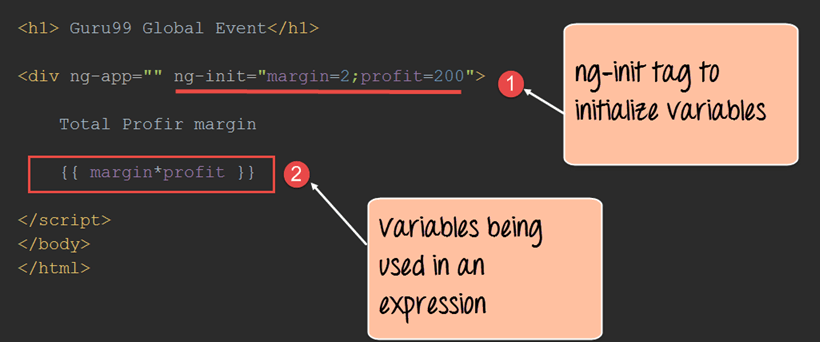 <h1> Guru99 Global Event</h1>
<div ng-app="" ng-init="margin=2;profit=200">
1
ng-init tag to
initialize variables
Total Profir margin
{{ margin*profit }}
2
Variables being
used in an
expression
</script>
</body>
</html>